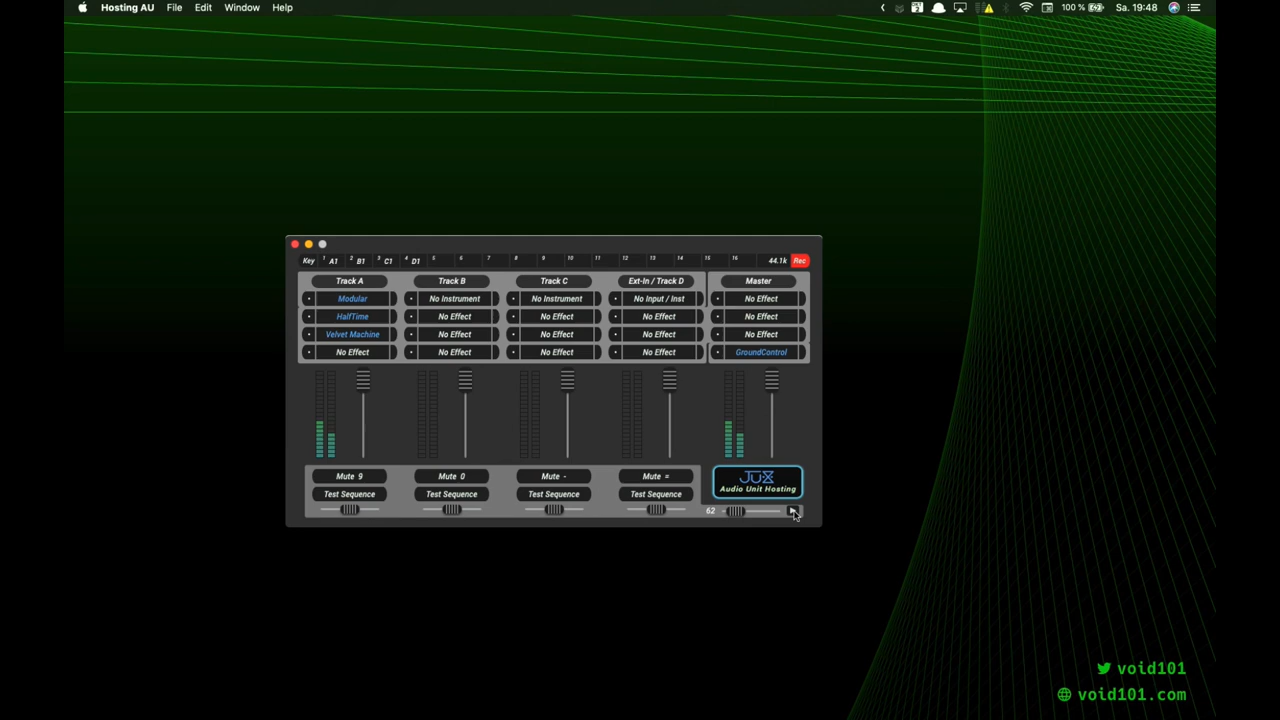 Hosting AU File Edit Window Help 100 % Sa. 19:48
Key 1 A1 2 B1 3 C1 4 D1 5 6 7 8 9 10 11 12 13 14 15 16 44.1k Rec
Track A Track B Track C Ext-In / Track D Master
Modular No Instrument No Instrument No Input / Inst No Effect
HalfTime No Effect No Effect No Effect No Effect
Velvet Machine No Effect No Effect No Effect No Effect
No Effect No Effect No Effect No Effect GroundControl
Mute 9 Mute 0 Mute - Mute = JUX
Test Sequence Test Sequence Test Sequence Test Sequence Audio Unit Hosting
62
void101
void101.com